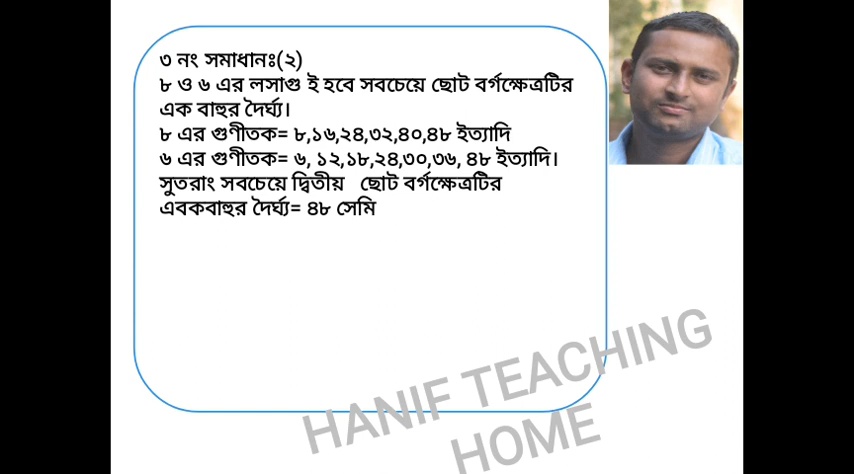 ৩ নং সমাধানঃ(২)
৮ ও ৬ এর লসাগু ই হবে সবচেয়ে ছোট বর্গক্ষেত্রটির
এক বাহুর দৈর্ঘ্য।
৮ এর গুণীতক= ৮,১৬,২৪,৩২,৪০,৪৮ ইত্যাদি
৬ এর গুণীতক= ৬, ১২,১৮,২৪,৩০,৩৬, ৪৮ ইত্যাদি।
সুতরাং সবচেয়ে দ্বিতীয় ছোট বর্গক্ষেত্রটির
এবকবাহুর দৈর্ঘ্য= ৪৮ সেমি
HANIF TEACHING
HOME